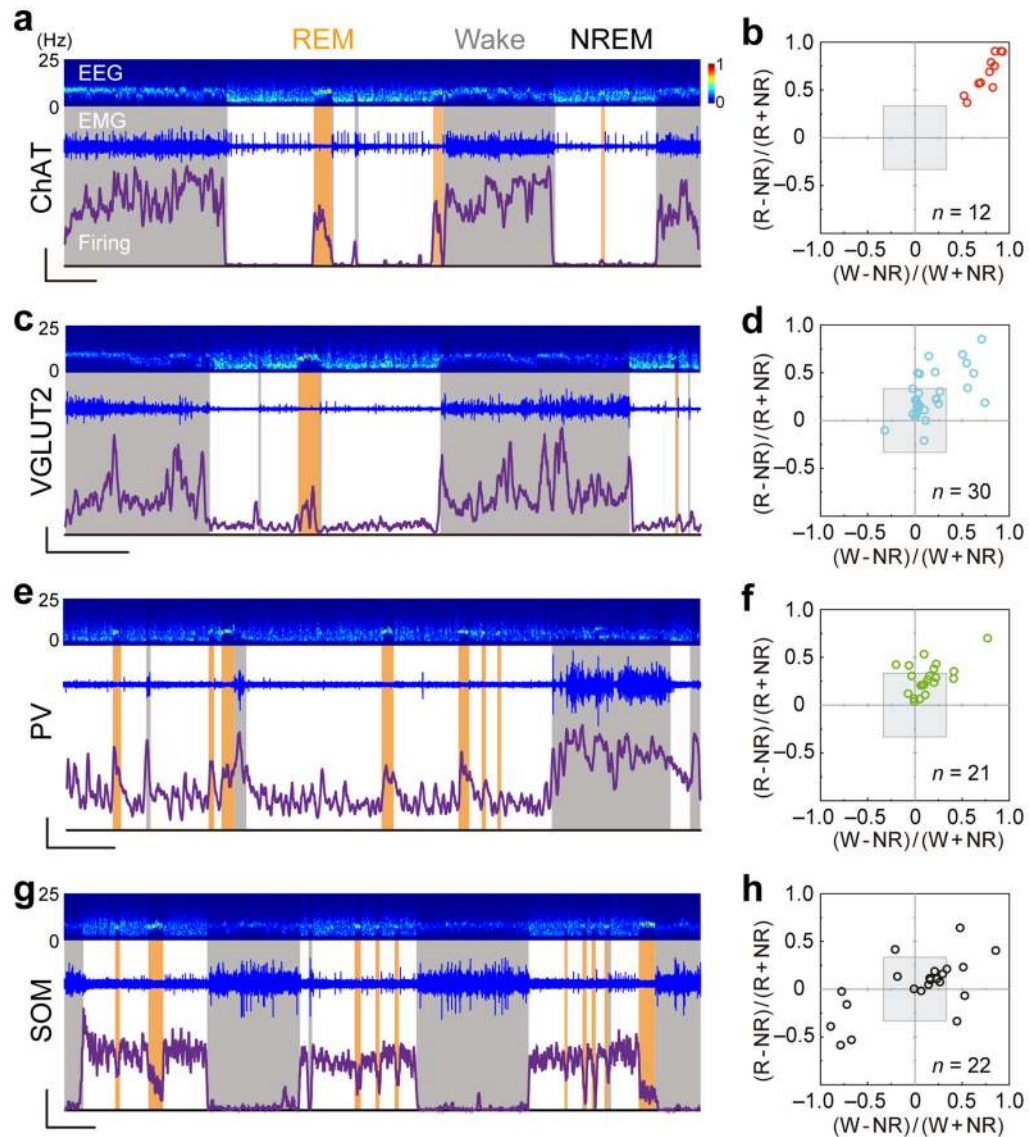 a
(Hz)
REM
Wake
NREM
25
EEG
0
1
0
EMG
ChAT
Firing
b
1.0
0.5
0
−0.5
(R-NR)/(R+NR)
n = 12
−1.0 −0.5 0 0.5 1.0
(W-NR)/(W+NR)
c
25
0
VGLUT2
d
1.0
0.5
0
−0.5
(R-NR)/(R+NR)
n = 30
−1.0 −0.5 0 0.5 1.0
(W-NR)/(W+NR)
e
25
0
PV
f
1.0
0.5
0
−0.5
(R-NR)/(R+NR)
n = 21
−1.0 −0.5 0 0.5 1.0
(W-NR)/(W+NR)
g
25
0
SOM
h
1.0
0.5
0
−0.5
(R-NR)/(R+NR)
n = 22
−1.0 −0.5 0 0.5 1.0
(W-NR)/(W+NR)